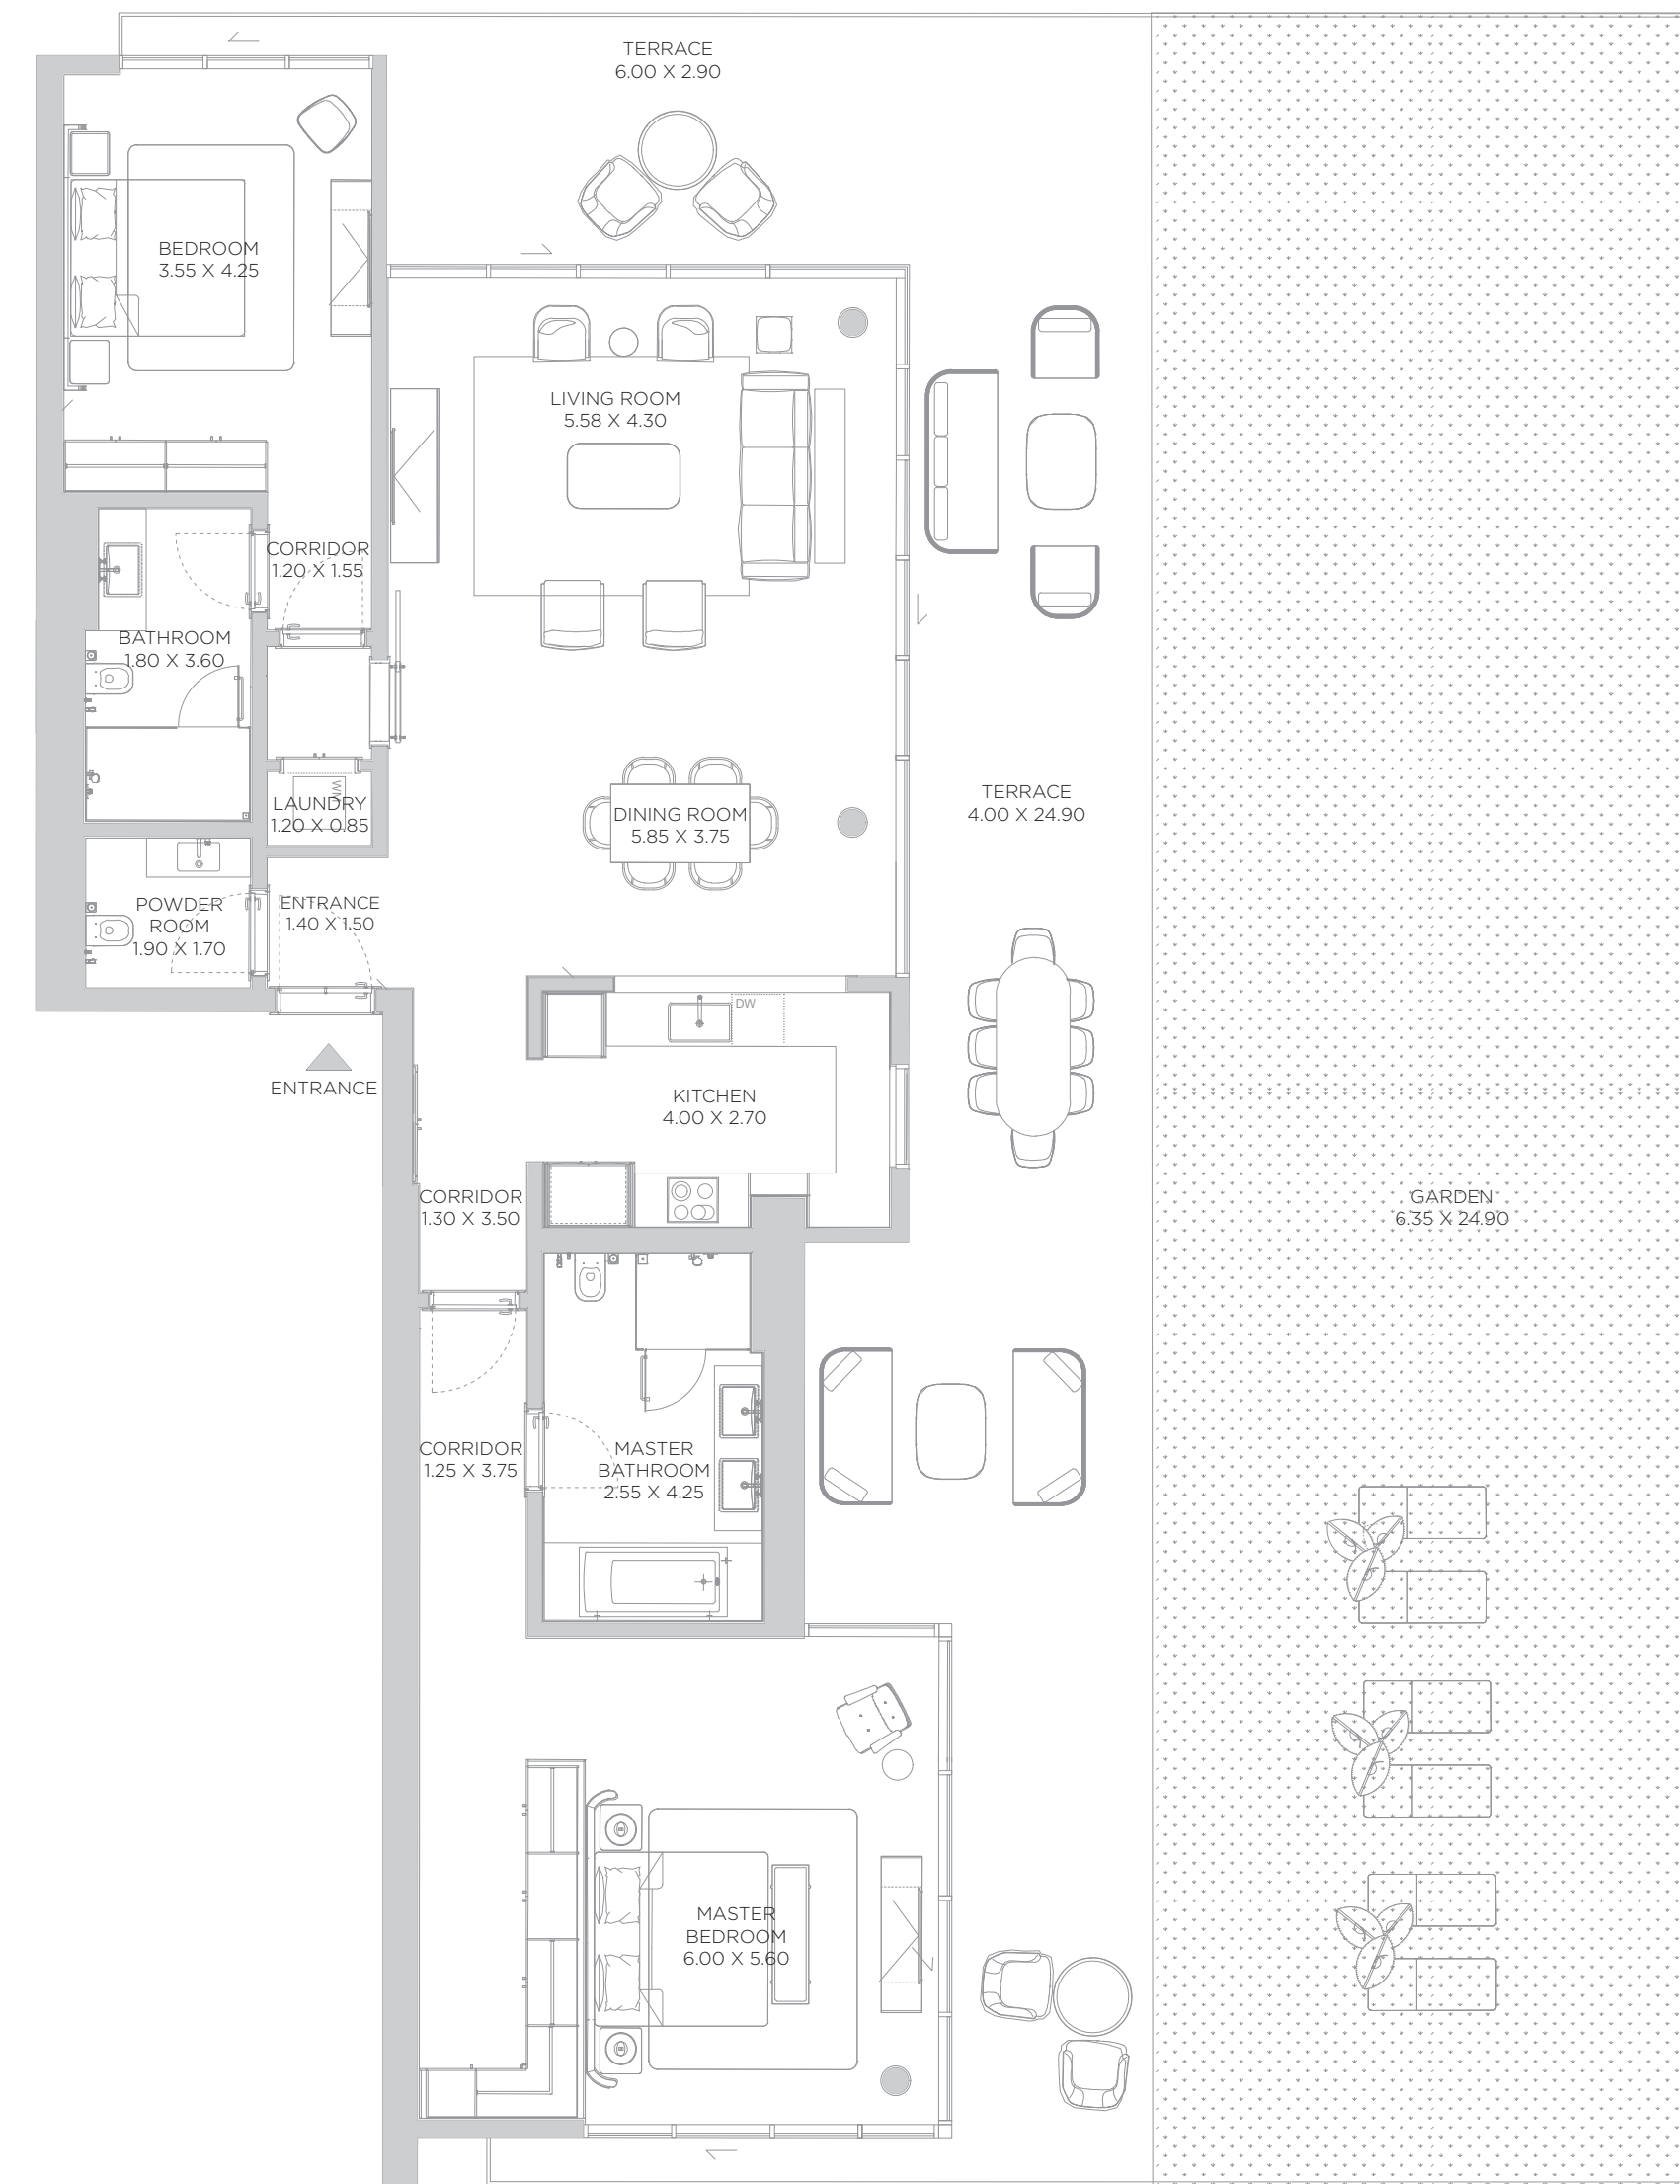 TERRACE
6.00 X 2.90
BEDROOM
3.55 X 4.25
LIVING ROOM
5.58 X 4.30
CORRIDOR
1.20 X 1.55
BATHROOM
1.80 X 3.60
WM
LAUNDRY
1.20 X 0.85
DINING ROOM
5.85 X 3.75
TERRACE
4.00 X 24.90
POWDER
ROOM
1.90 X 1.70
ENTRANCE
1.40 X 1.50
DW
ENTRANCE
KITCHEN
4.00 X 2.70
CORRIDOR
1.30 X 3.50
GARDEN
6.35 X 24.90
CORRIDOR
1.25 X 3.75
MASTER
BATHROOM
2.55 X 4.25
MASTER
BEDROOM
6.00 X 5.60